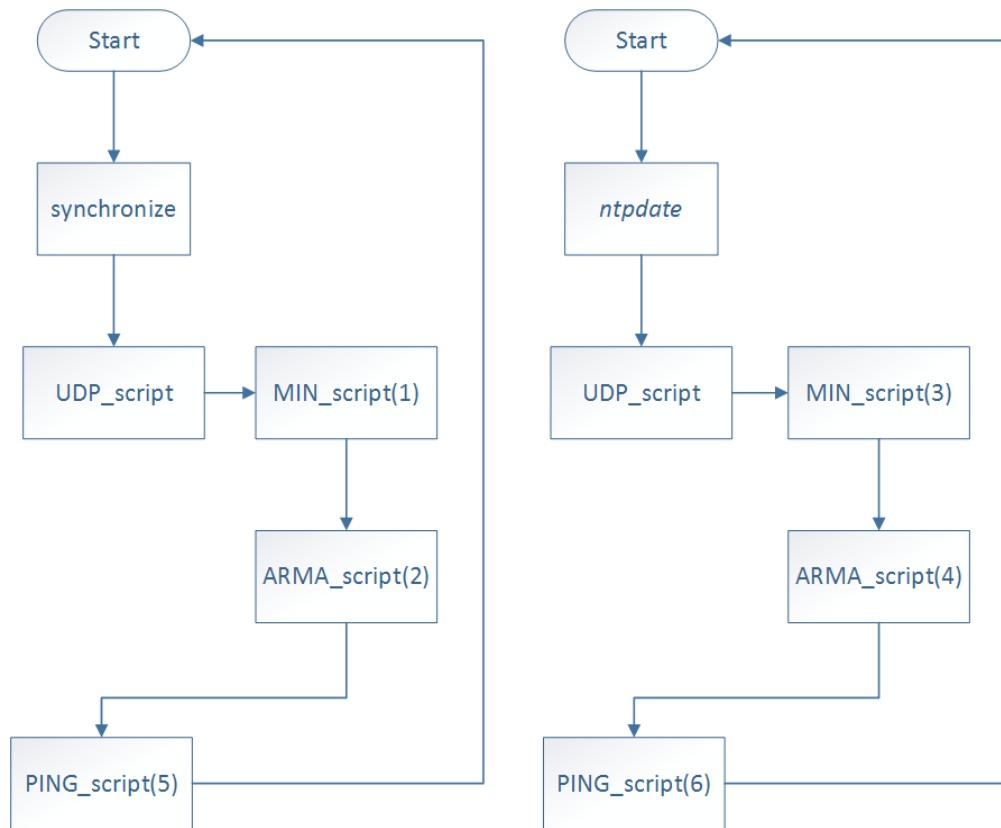 Start
synchronize
UDP_script
MIN_script(1)
ARMA_script(2)
PING_script(5)
Start
ntpdate
UDP_script
MIN_script(3)
ARMA_script(4)
PING_script(6)